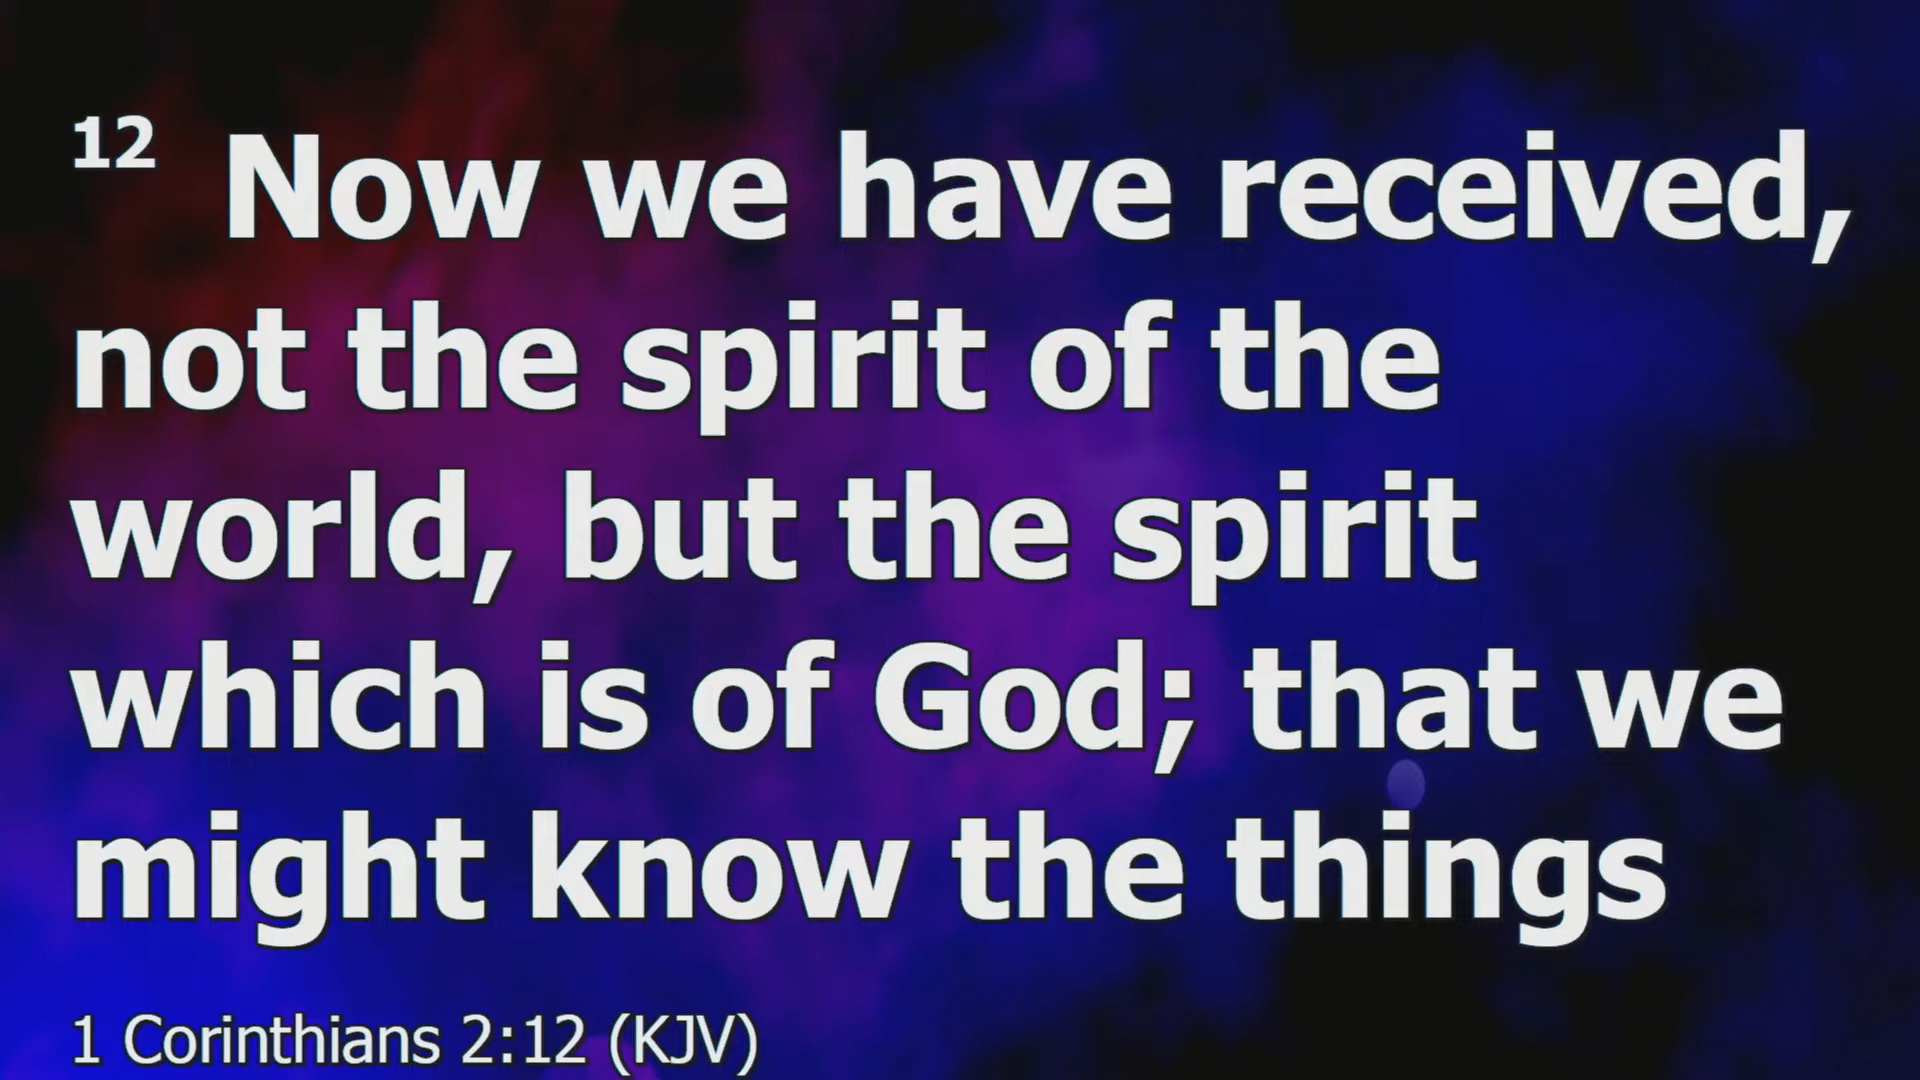 12 Now we have received,
not the spirit of the
world, but the spirit
which is of God; that we
might know the things
1 Corinthians 2:12 (KJV)